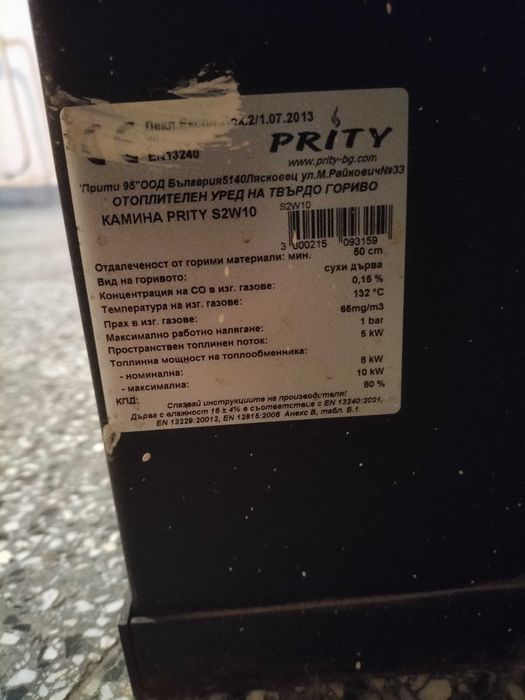 Декл.Експл.хар.2/1.07.2013
CE
EN13240
PRITY
www.prity-bg.com
"Прити 95"ООД България5140Лясковец ул.М.Райкович№33
ОТОПЛИТЕЛЕН УРЕД НА ТВЪРДО ГОРИВО
КАМИНА PRITY S2W10
S2W10
3 800215 093159
Отдалеченост от горими материали: мин. 50 cm
Вид на горивото: сухи дърва
Концентрация на CO в изг. газове: 0,15 %
Температура на изг. газове: 132 °C
Прах в изг. газове: 65mg/m3
Максимално работно налягане: 1 bar
Пространствен топлинен поток: 5 kW
Топлинна мощност на топлообменника:
- номинална: 8 kW
- максимална: 10 kW
КПД: 80 %
Спазвай инструкциите на производителя!
Дърва с влажност 16 ± 4% в съответствие с EN 13240:2001,
EN 13229:20012, EN 12815:2006 Анекс B, табл. B.1.